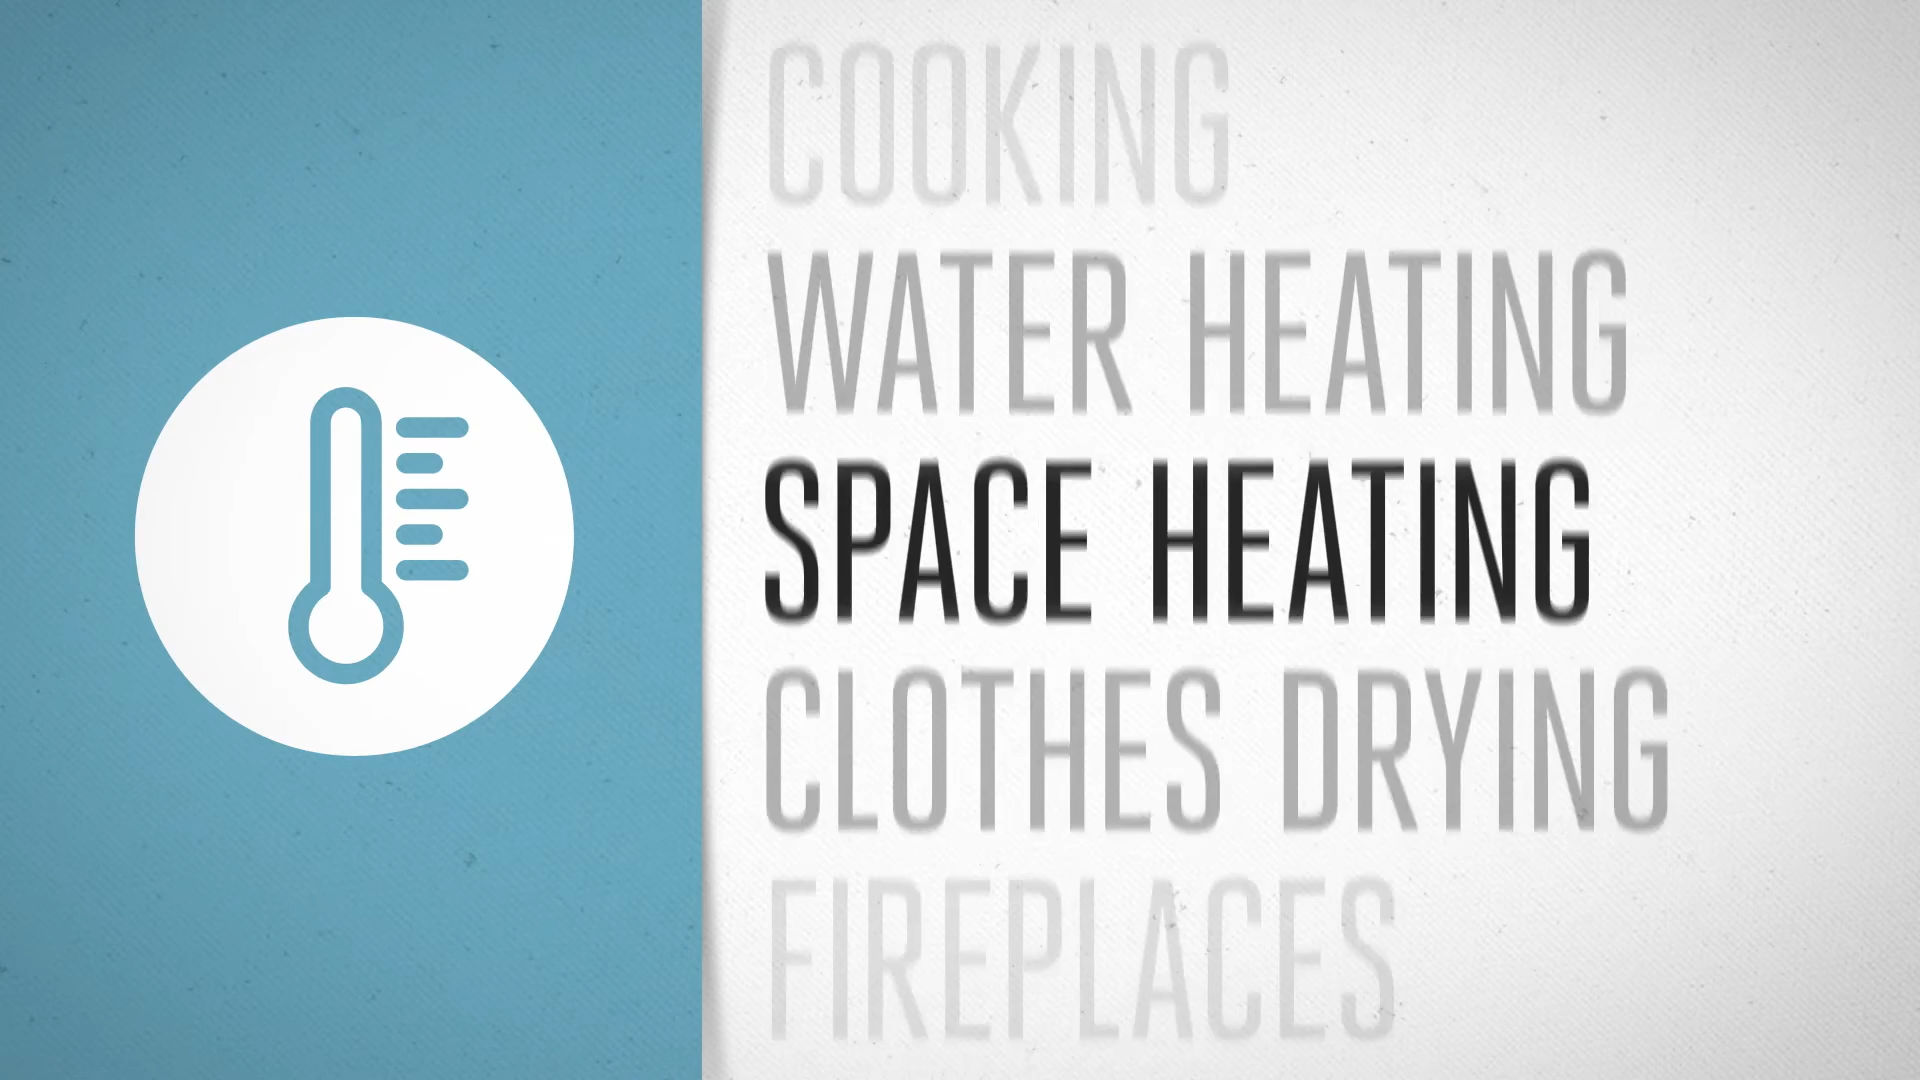 COOKING
WATER HEATING
SPACE HEATING
CLOTHES DRYING
FIREPLACES